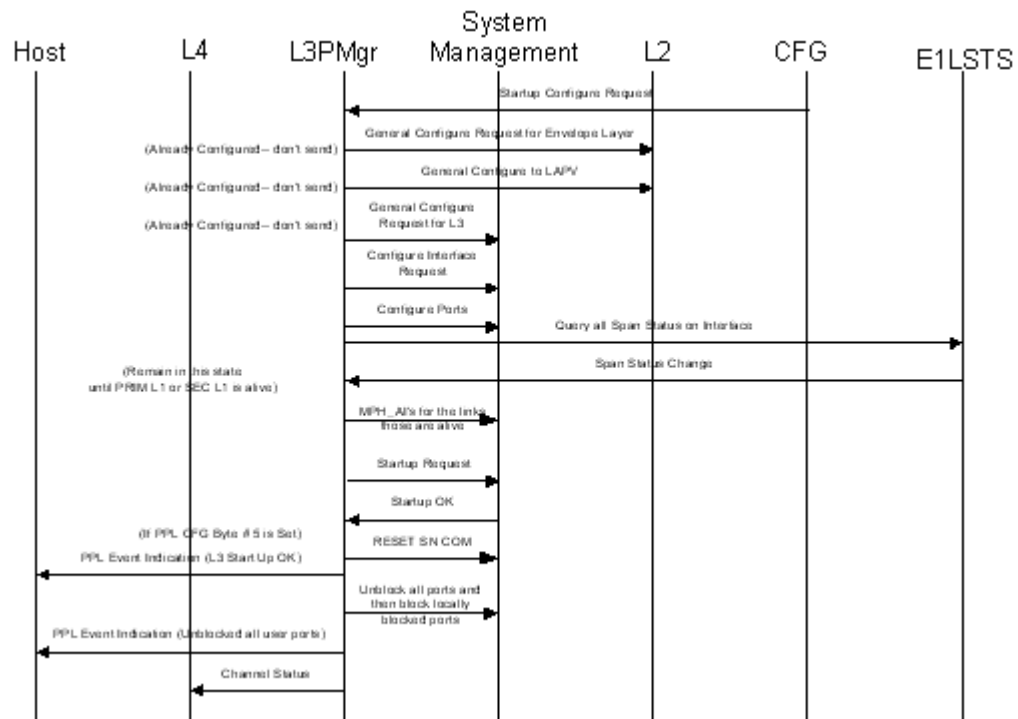 System
Host L4 L3PMgr Management L2 CFG E1LSTS
Startup Configure Request
General Configure Request for Envelope Layer
(Already Configured-- don't send)
General Configure to LAPV
(Already Configured-- don't send)
General Configure
Request for L3
(Already Configured-- don't send)
Configure Interface
Request
Configure Ports
Query all Span Status on Interface
Span Status Change
(Remain in this state
until PRIM L1 or SEC L1 is alive)
MPH_AI's for the links
those are alive
Startup Request
Startup OK
(If PPL CFG Byte # 5 is Set)
RESET SN COM
PPL Event Indication (L3 Start Up OK)
Unblock all ports and
then block locally
blocked ports
PPL Event Indication (Unblocked all user ports)
Channel Status